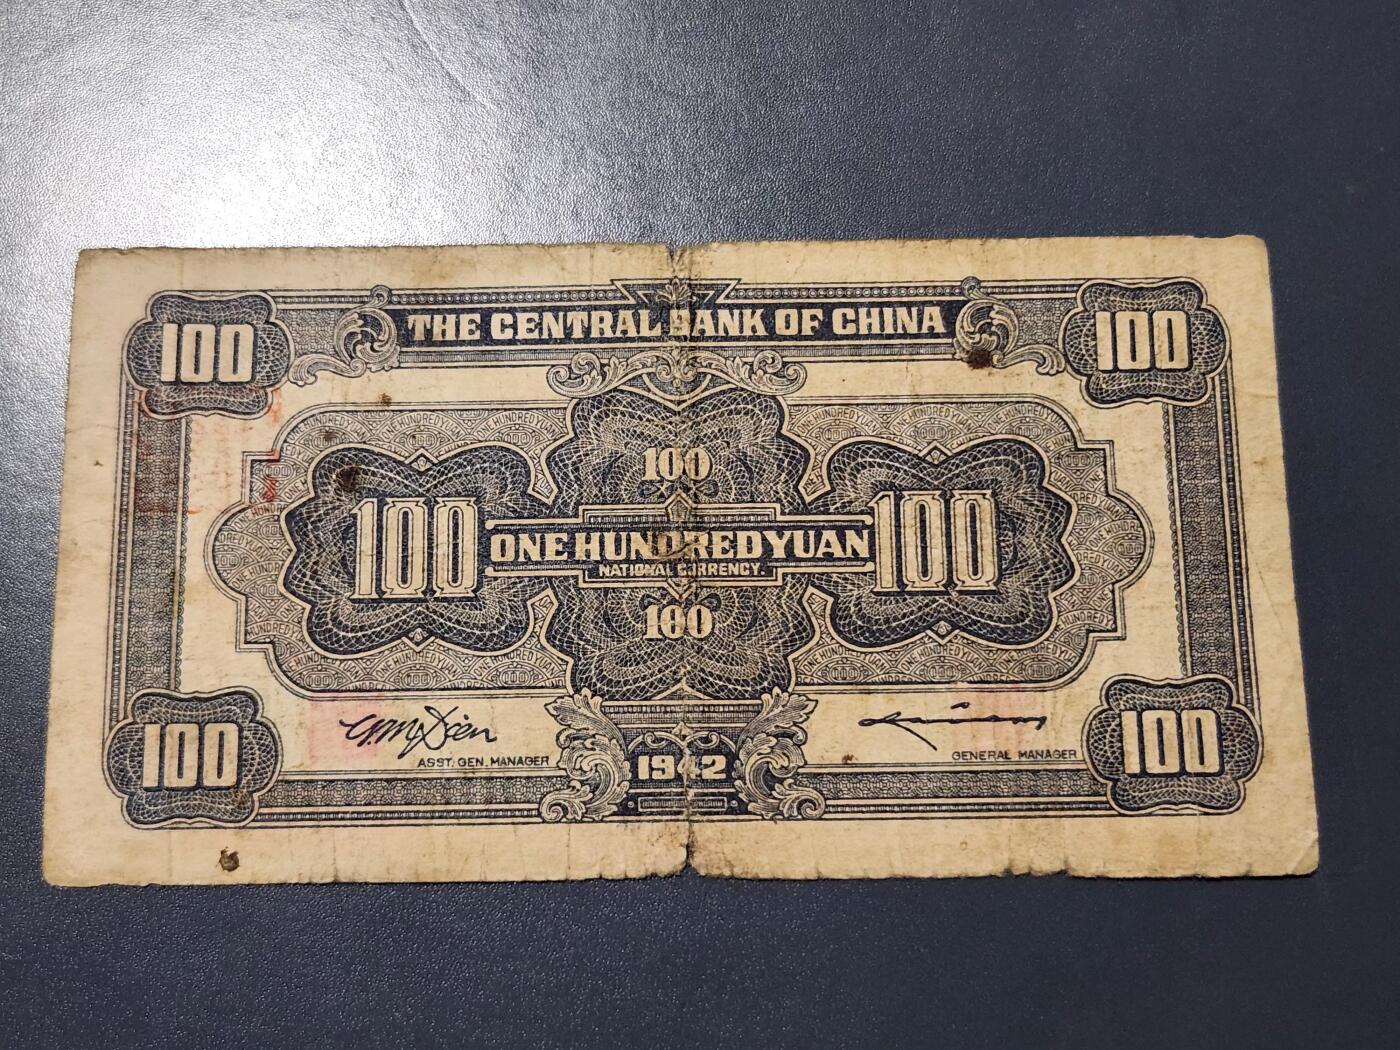 THE CENTRAL BANK OF CHINA
100 100
100
100 ONE HUNDRED YUAN 100
NATIONAL CURRENCY.
100
ASST. GEN. MANAGER
GENERAL MANAGER
100 1942 100